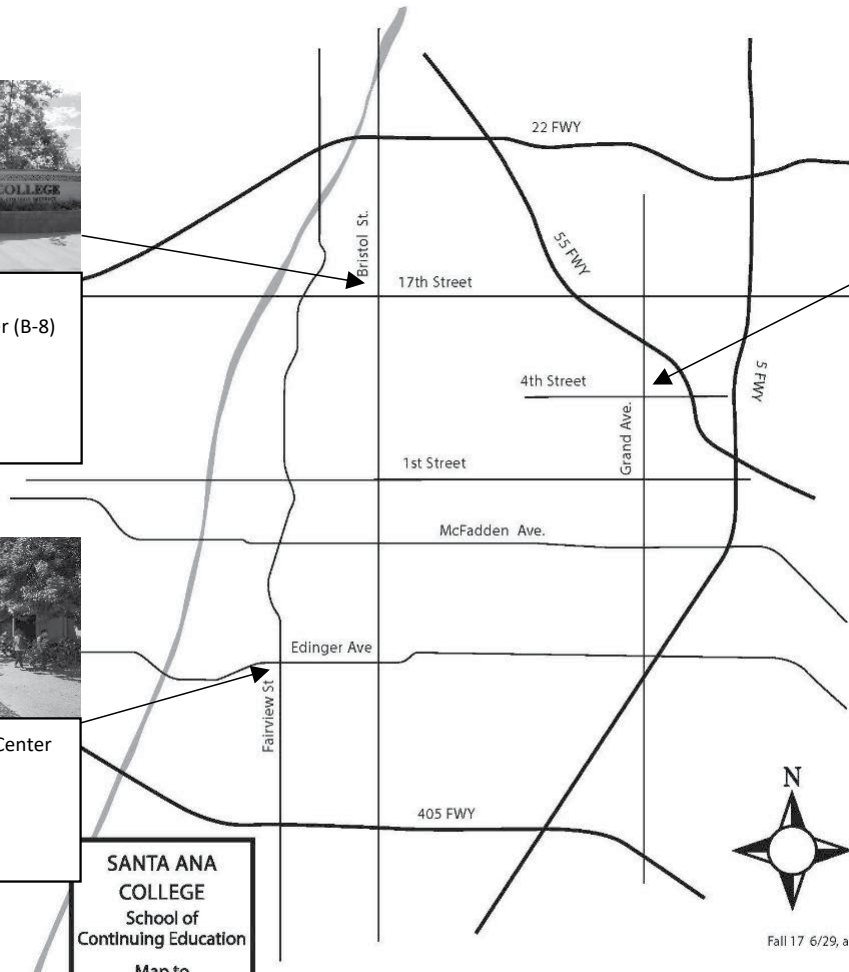 22 FWY
COLLEGE
Bristol St.
55 FWY
17th Street
r (B-8)
4th Street
5 FWY
Grand Ave.
1st Street
McFadden Ave.
Edinger Ave
Fairview St
Center
405 FWY
N
SANTA ANA
COLLEGE
School of
Continuing Education
Map to
Fall 17 6/29, a